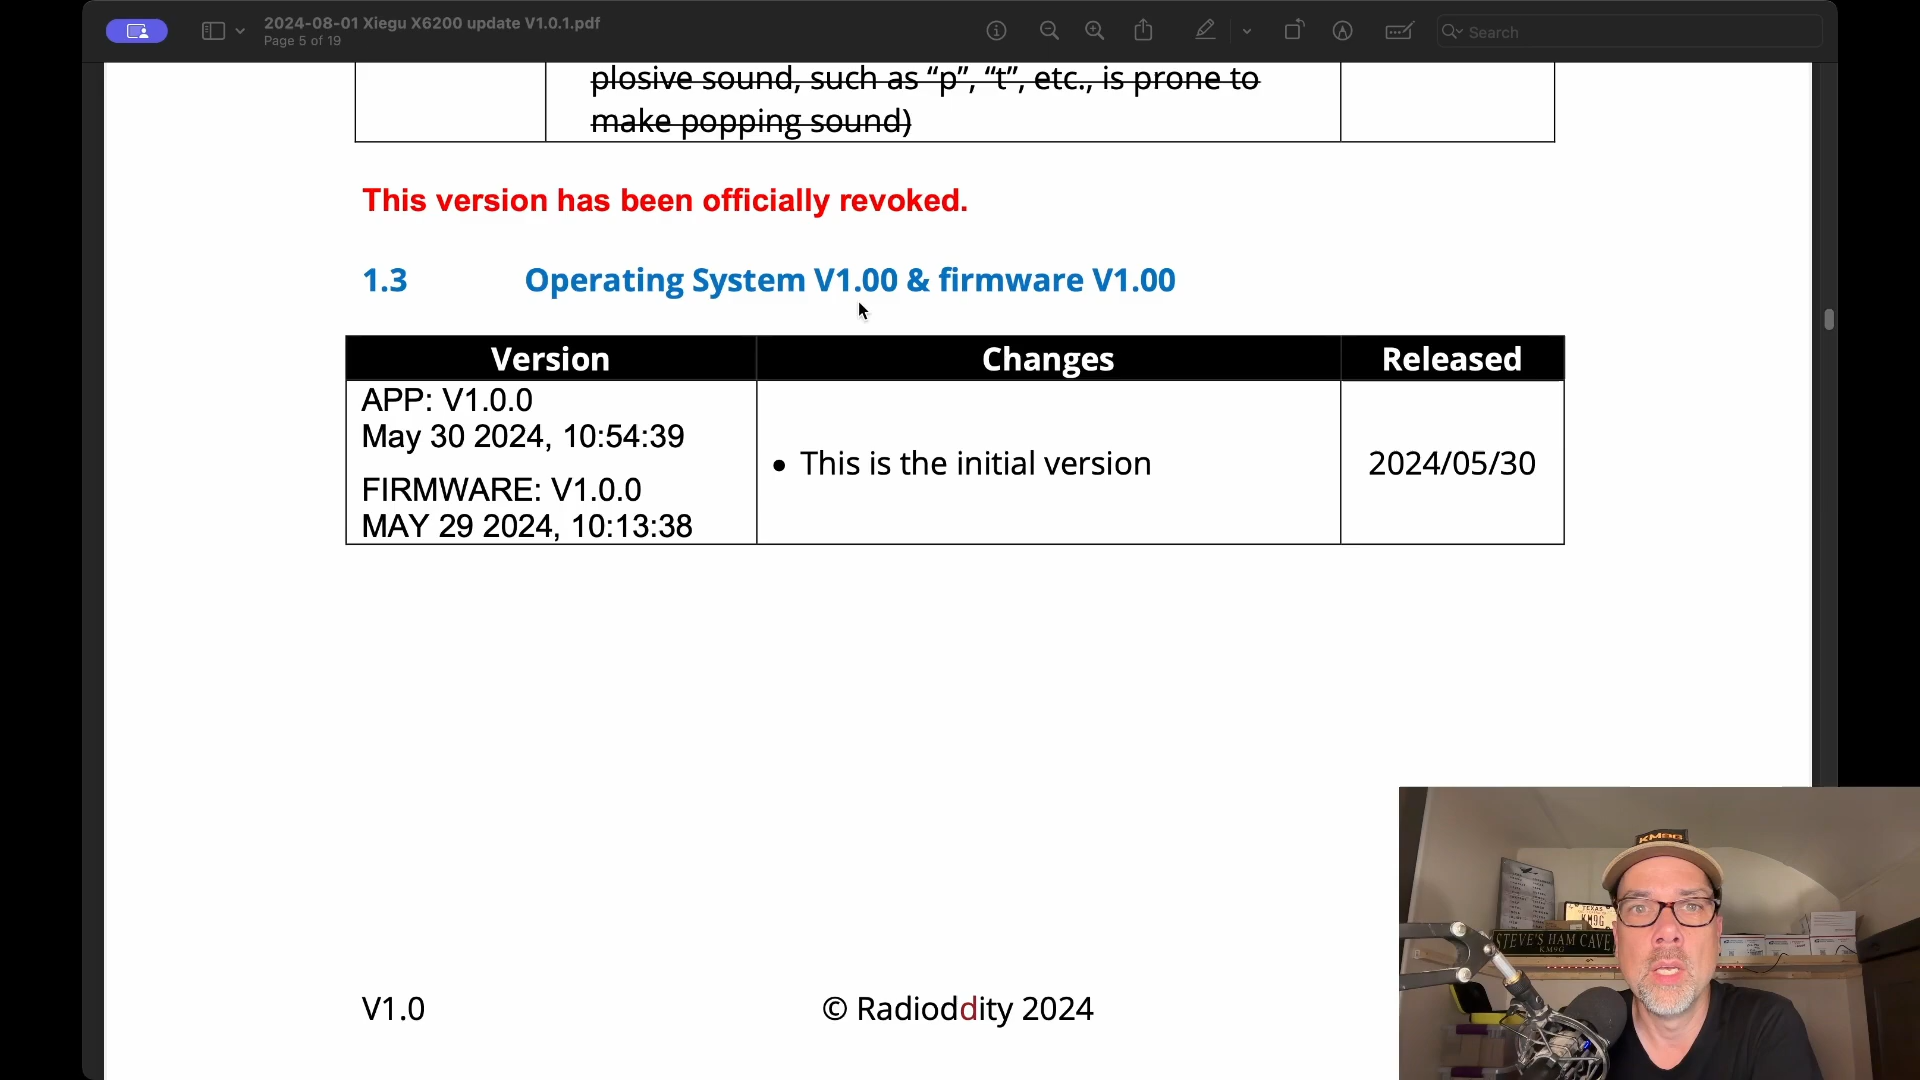 2024-08-01 Xiegu X6200 update V1.0.1.pdf
Page 5 of 19
Search
plosive sound, such as “p”, “t”, etc., is prone to
make popping sound)
This version has been officially revoked.
1.3 Operating System V1.00 & firmware V1.00
Version Changes Released
APP: V1.0.0
May 30 2024, 10:54:39
FIRMWARE: V1.0.0
MAY 29 2024, 10:13:38
• This is the initial version
2024/05/30
V1.0
© Radioddity 2024
KM9G
TEXAS
KM9G
STEVE'S HAM CAVE
KM9G